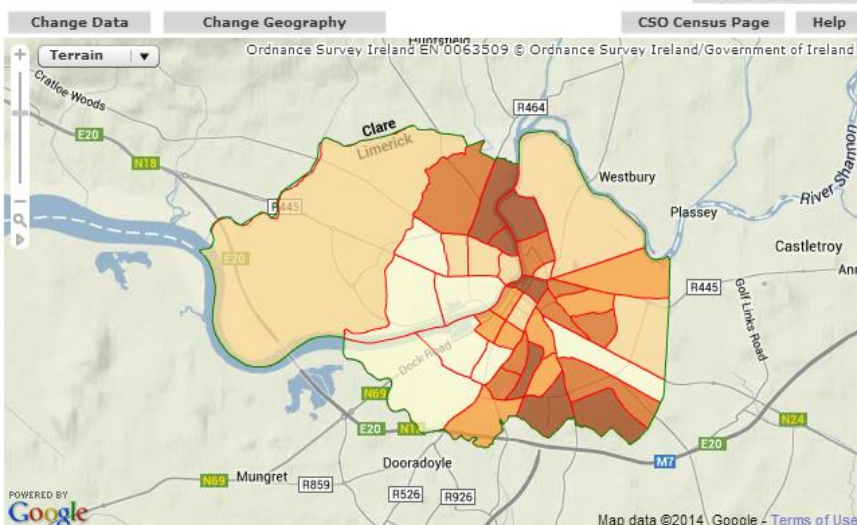 Change Data
Change Geography
CSO Census Page
Help
Terrain
Ordnance Survey Ireland EN 0063509 © Ordnance Survey Ireland/Government of Ireland
Cratloe Woods
R464
E20
Clare
Limerick
N18
Westbury
River Shannon
R445
Plassey
Castletroy
E20
R445
Golf Links Road
Dock Road
N69
E20
N24
E20
Dooradoyle
M7
N69
Mungret
R859
R526
R926
POWERED BY
Google
Map data ©2014 Google - Terms of Use